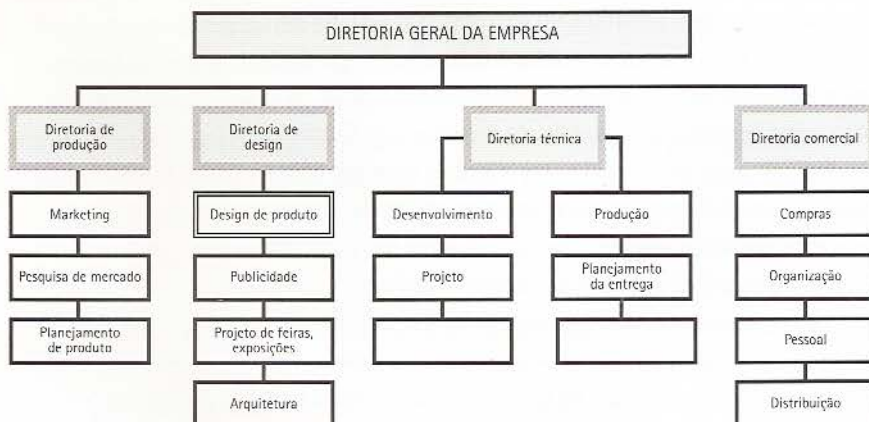 DIRETORIA GERAL DA EMPRESA
Diretoria de
produção
Marketing
Pesquisa de mercado
Planejamento
de produto
Diretoria de
design
Design de produto
Publicidade
Projeto de feiras,
exposições
Arquitetura
Diretoria técnica
Desenvolvimento
Projeto
Produção
Planejamento
da entrega
Diretoria comercial
Compras
Organização
Pessoal
Distribuição